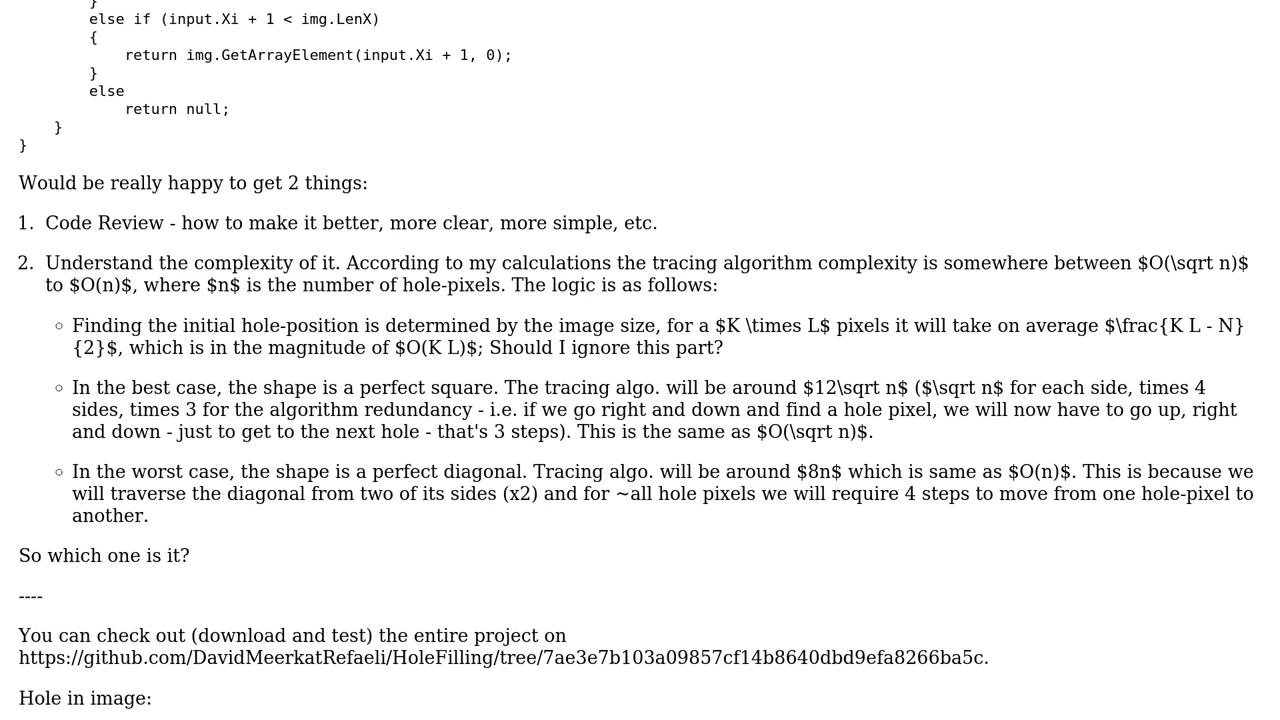 }
else if (input.Xi + 1 < img.LenX)
{
return img.GetArrayElement(input.Xi + 1, 0);
}
else
return null;
}
}
Would be really happy to get 2 things:
1. Code Review - how to make it better, more clear, more simple, etc.
2. Understand the complexity of it. According to my calculations the tracing algorithm complexity is somewhere between $O(\sqrt n)$
to $O(n)$, where $n$ is the number of hole-pixels. The logic is as follows:
◦ Finding the initial hole-position is determined by the image size, for a $K \times L$ pixels it will take on average $\frac{K L - N}
{2}$, which is in the magnitude of $O(K L)$; Should I ignore this part?
◦ In the best case, the shape is a perfect square. The tracing algo. will be around $12\sqrt n$ ($\sqrt n$ for each side, times 4
sides, times 3 for the algorithm redundancy - i.e. if we go right and down and find a hole pixel, we will now have to go up, right
and down - just to get to the next hole - that's 3 steps). This is the same as $O(\sqrt n)$.
◦ In the worst case, the shape is a perfect diagonal. Tracing algo. will be around $8n$ which is same as $O(n)$. This is because we
will traverse the diagonal from two of its sides (x2) and for ~all hole pixels we will require 4 steps to move from one hole-pixel to
another.
So which one is it?
----
You can check out (download and test) the entire project on
https://github.com/DavidMeerkatRefaeli/HoleFilling/tree/7ae3e7b103a09857cf14b8640dbd9efa8266ba5c.
Hole in image: